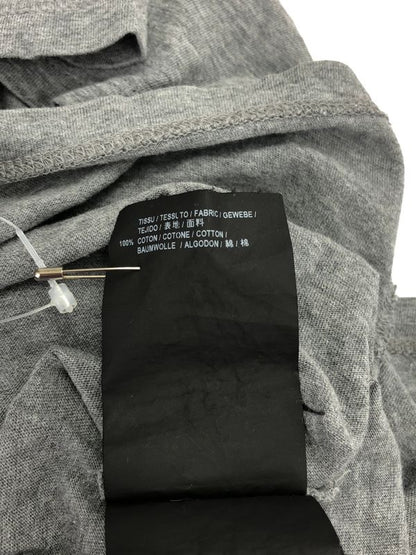 TISSU / TESSUTO / FABRIC / GEWEBE /
TEJIDO / 表地 / 面料
100% COTON / COTONE / COTTON /
BAUMWOLLE / ALGODON / 綿 / 棉